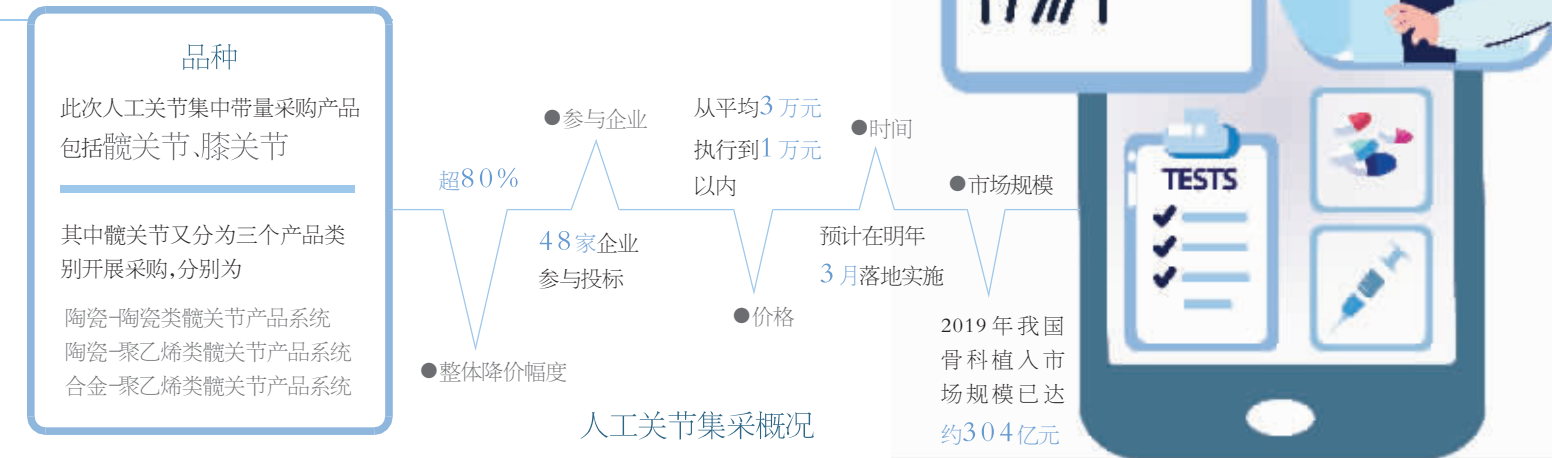 品种
此次人工关节集中带量采购产品
包括髋关节、膝关节
其中髋关节又分为三个产品类
别开展采购,分别为
陶瓷-陶瓷类髋关节产品系统
陶瓷-聚乙烯类髋关节产品系统
合金-聚乙烯类髋关节产品系统
超80%
●整体降价幅度
●参与企业
48家企业
参与投标
从平均3万元
执行到1万元
以内
●价格
●时间
预计在明年
3月落地实施
●市场规模
2019年我国
骨科植入市
场规模已达
约304亿元
人工关节集采概况
TESTS